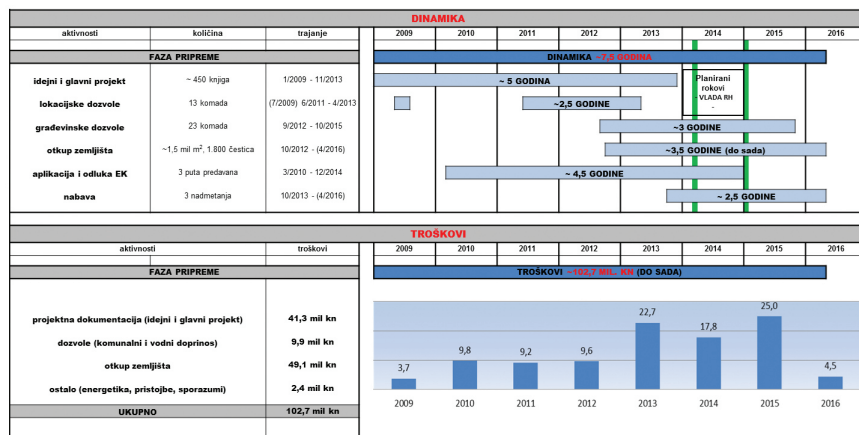 DINAMIKA
aktivnosti količina trajanje 2009 2010 2011 2012 2013 2014 2015 2016
FAZA PRIPREME DINAMIKA ~7,5 GODINA
idejni i glavni projekt ~ 450 knjiga 1/2009 - 11/2013 ~ 5 GODINA
Planirani
rokovi
- VLADA RH
-
lokacijske dozvole 13 komada (7/2009) 6/2011 - 4/2013 ~2,5 GODINE
građevinske dozvole 23 komada 9/2012 - 10/2015 ~3 GODINE
otkup zemljišta ~1,5 mil m², 1.800 čestica 10/2012 - (4/2016) ~3,5 GODINE (do sada)
aplikacija i odluka EK 3 puta predavana 3/2010 - 12/2014 ~ 4,5 GODINE
nabava 3 nadmetanja 10/2013 - (4/2016) ~ 2,5 GODINE
TROŠKOVI
aktivnosti troškovi 2009 2010 2011 2012 2013 2014 2015 2016
FAZA PRIPREME TROŠKOVI ~102,7 MIL. KN (DO SADA)
projektna dokumentacija (idejni i glavni projekt) 41,3 mil kn
dozvole (komunalni i vodni doprinos) 9,9 mil kn
otkup zemljišta 49,1 mil kn
ostalo (energetika, pristojbe, sporazumi) 2,4 mil kn
UKUPNO 102,7 mil kn
3,7 9,8 9,2 9,6 22,7 17,8 25,0 4,5
2009 2010 2011 2012 2013 2014 2015 2016